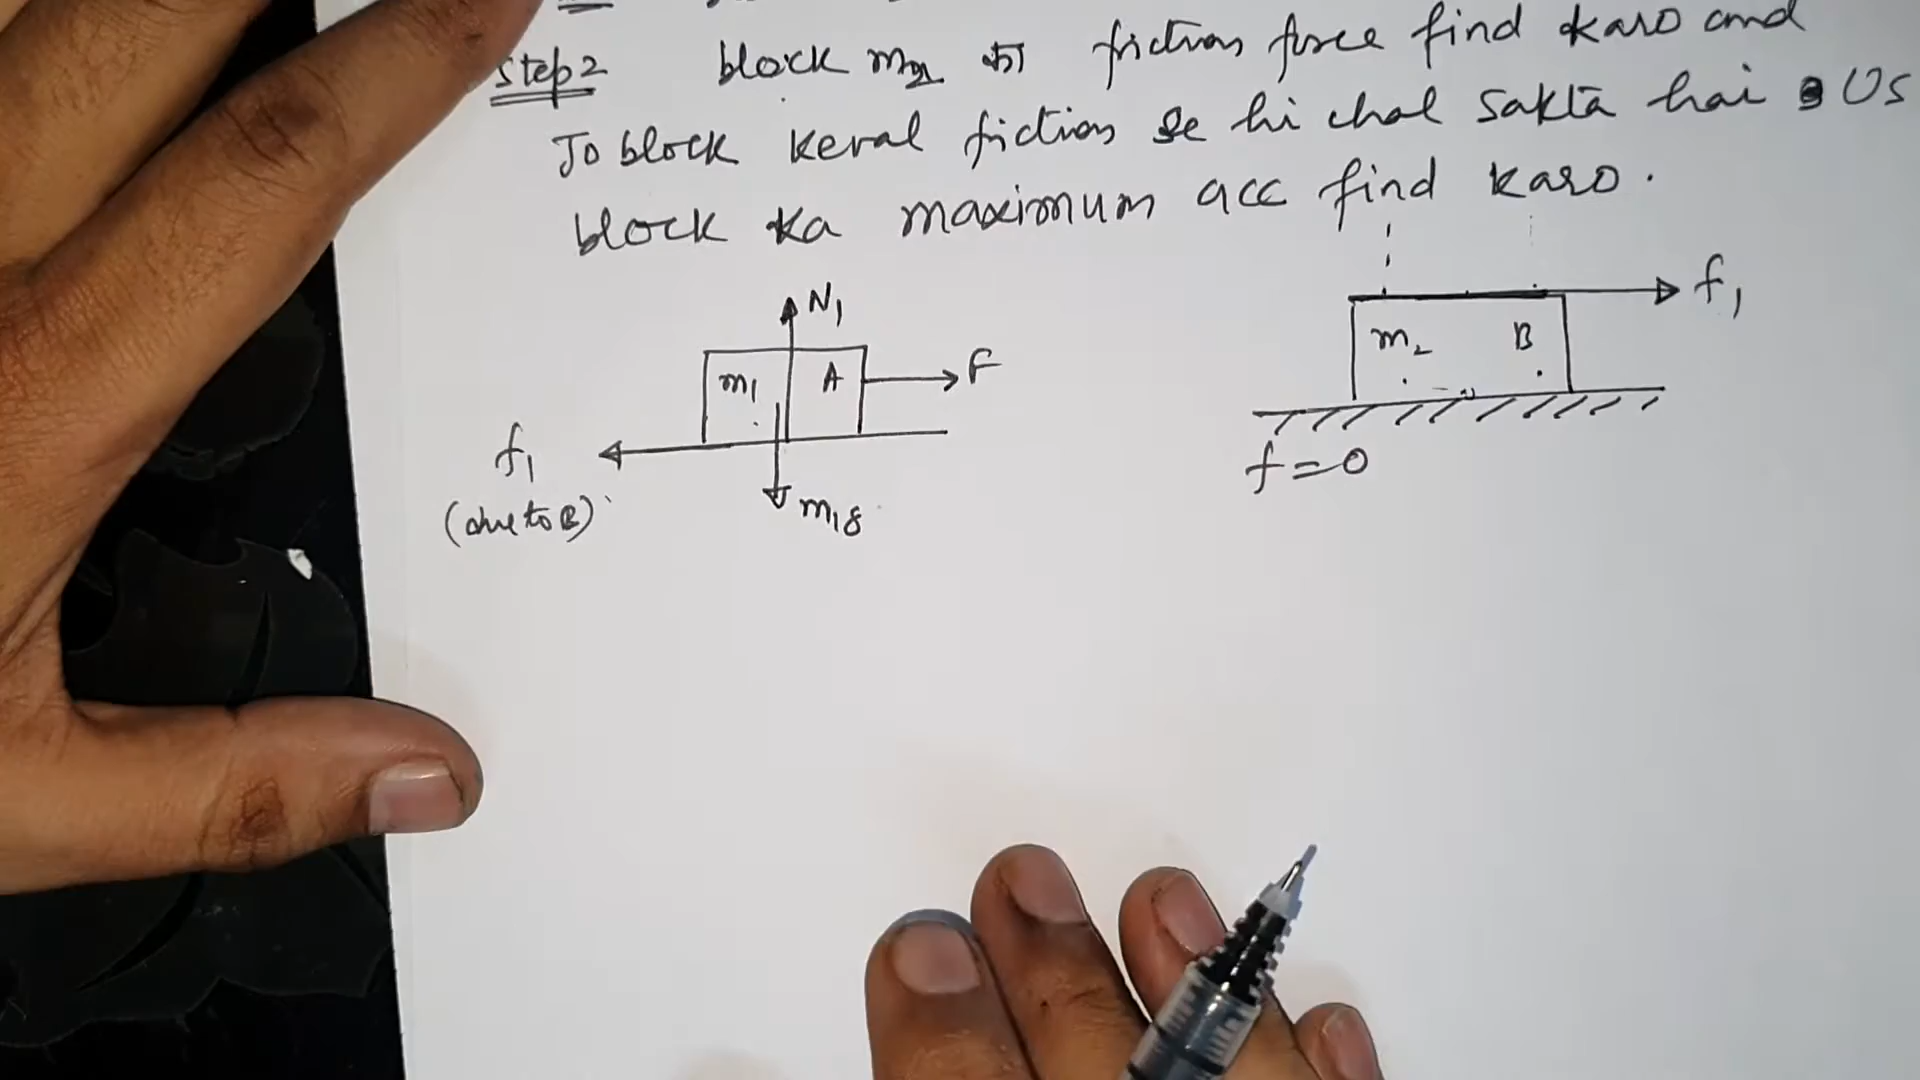 Step 2 block m2 का friction force find karo and
Jo block keval fiction se hi chal sakta hai Us
block ka maximum acc find karo.
N1
m1 A
F
f1
(due to B)
m1g
f1
m2 B
f=0